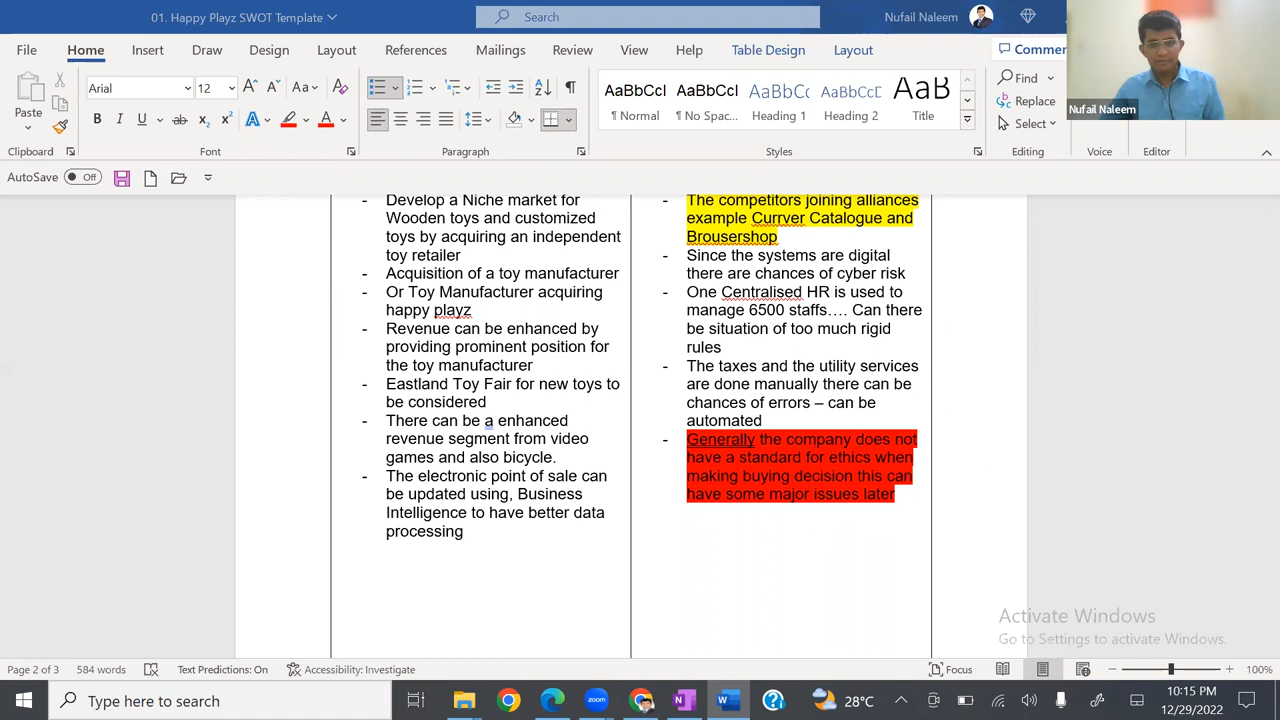 01. Happy Playz SWOT Template
Search
Nufail Naleem
File Home Insert Draw Design Layout References Mailings Review View Help Table Design Layout
Paste
Arial 12
Aa
B I U ab x₂ x² A A
AaBbCcI AaBbCcI AaBbCc AaBbCcD AaB
¶ Normal ¶ No Spac... Heading 1 Heading 2 Title
Find
Replace
Select
Nufail Naleem
Clipboard Font Paragraph Styles Editing Voice Editor
AutoSave Off
- Develop a Niche market for
Wooden toys and customized
toys by acquiring an independent
toy retailer
- Acquisition of a toy manufacturer
- Or Toy Manufacturer acquiring
happy playz
- Revenue can be enhanced by
providing prominent position for
the toy manufacturer
- Eastland Toy Fair for new toys to
be considered
- There can be a enhanced
revenue segment from video
games and also bicycle.
- The electronic point of sale can
be updated using, Business
Intelligence to have better data
processing
- The competitors joining alliances
example Currver Catalogue and
Brousershop
- Since the systems are digital
there are chances of cyber risk
- One Centralised HR is used to
manage 6500 staffs…. Can there
be situation of too much rigid
rules
- The taxes and the utility services
are done manually there can be
chances of errors – can be
automated
- Generally the company does not
have a standard for ethics when
making buying decision this can
have some major issues later
Activate Windows
Go to Settings to activate Windows.
Page 2 of 3 584 words Text Predictions: On Accessibility: Investigate Focus 100%
Type here to search
zoom
28°C
10:15 PM
12/29/2022